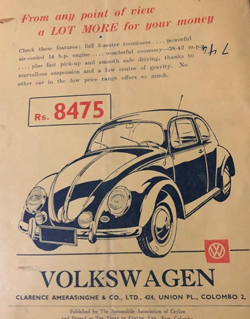 From any point of view
a LOT MORE for your money
Check these features: full 4-seater roominess .... powerful
air-cooled 36 h.p. engine .... wonderful economy—38-42 m.p.g.
.... plus fast pick-up and smooth safe driving, thanks to
marvellous suspension and a low centre of gravity. No
other car in the low price range offers so much.
Rs. 8475
VOLKSWAGEN
CLARENCE AMERASINGHE & CO., LTD., 424, UNION PL., COLOMBO 2,
Published by The Automobile Association of Ceylon